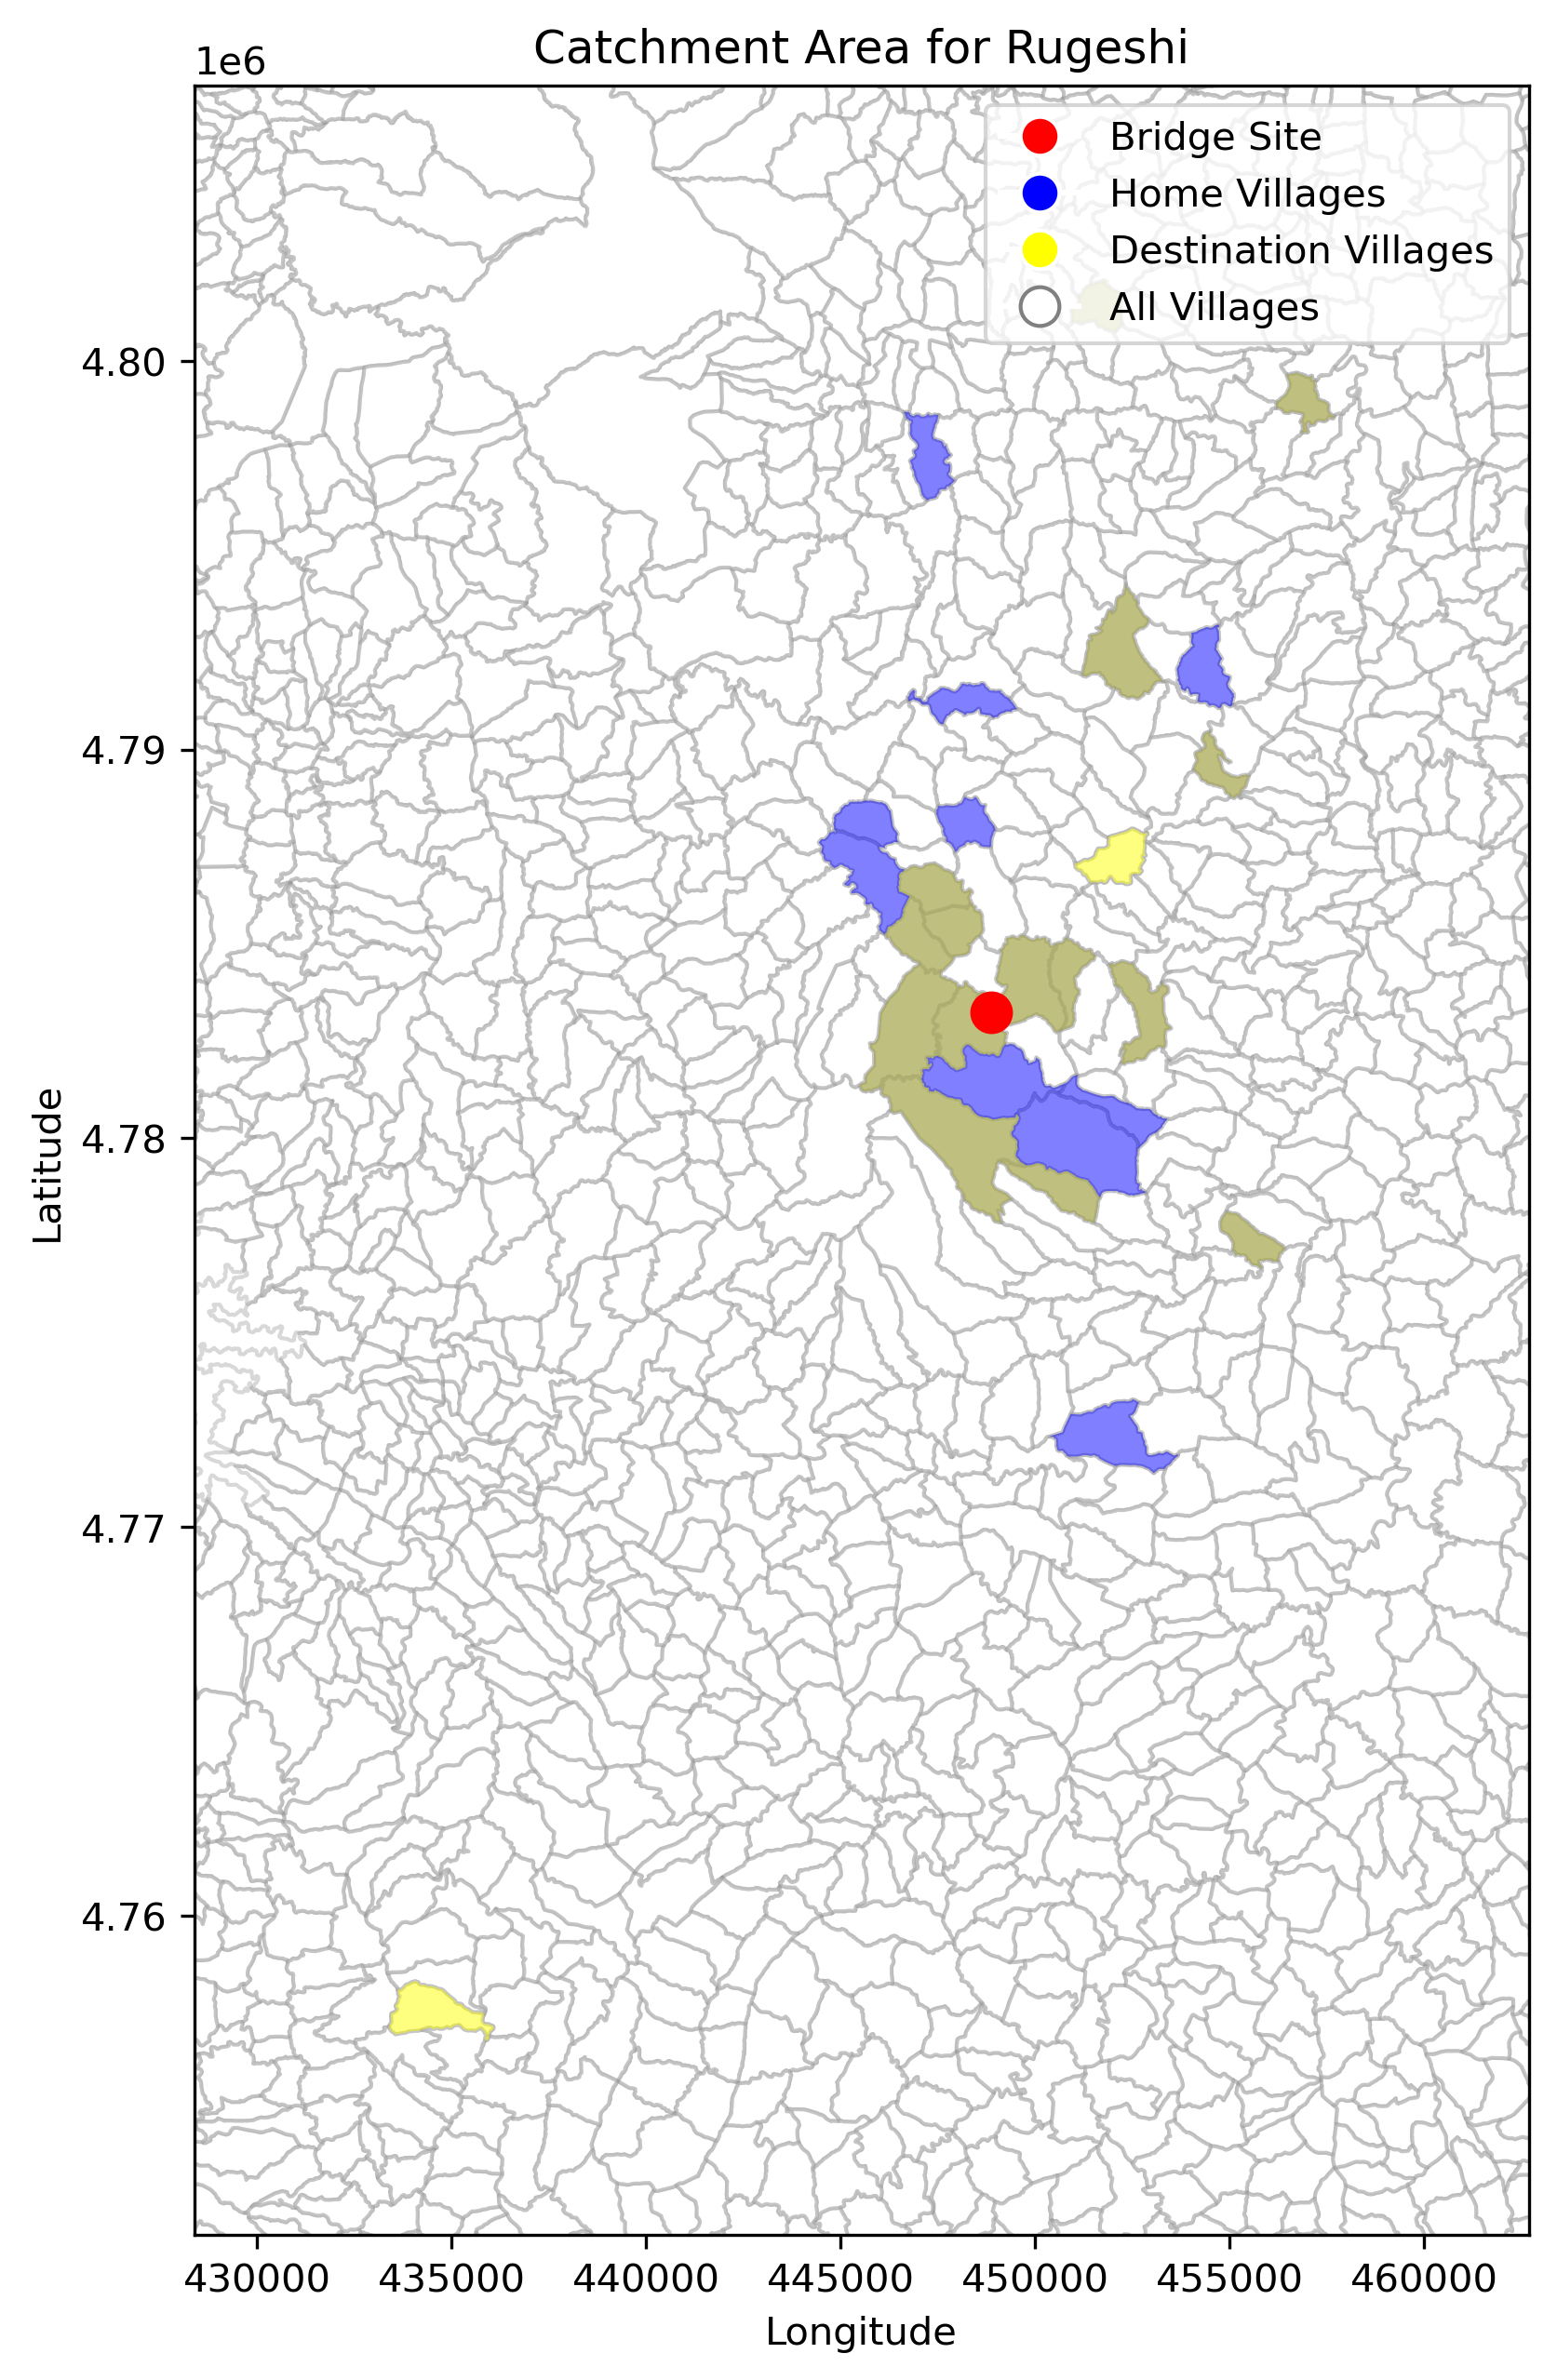 Catchment Area for Rugeshi
1e6
Bridge Site
Home Villages
Destination Villages
All Villages
4.80
4.79
4.78
4.77
4.76
Latitude
430000 435000 440000 445000 450000 455000 460000
Longitude